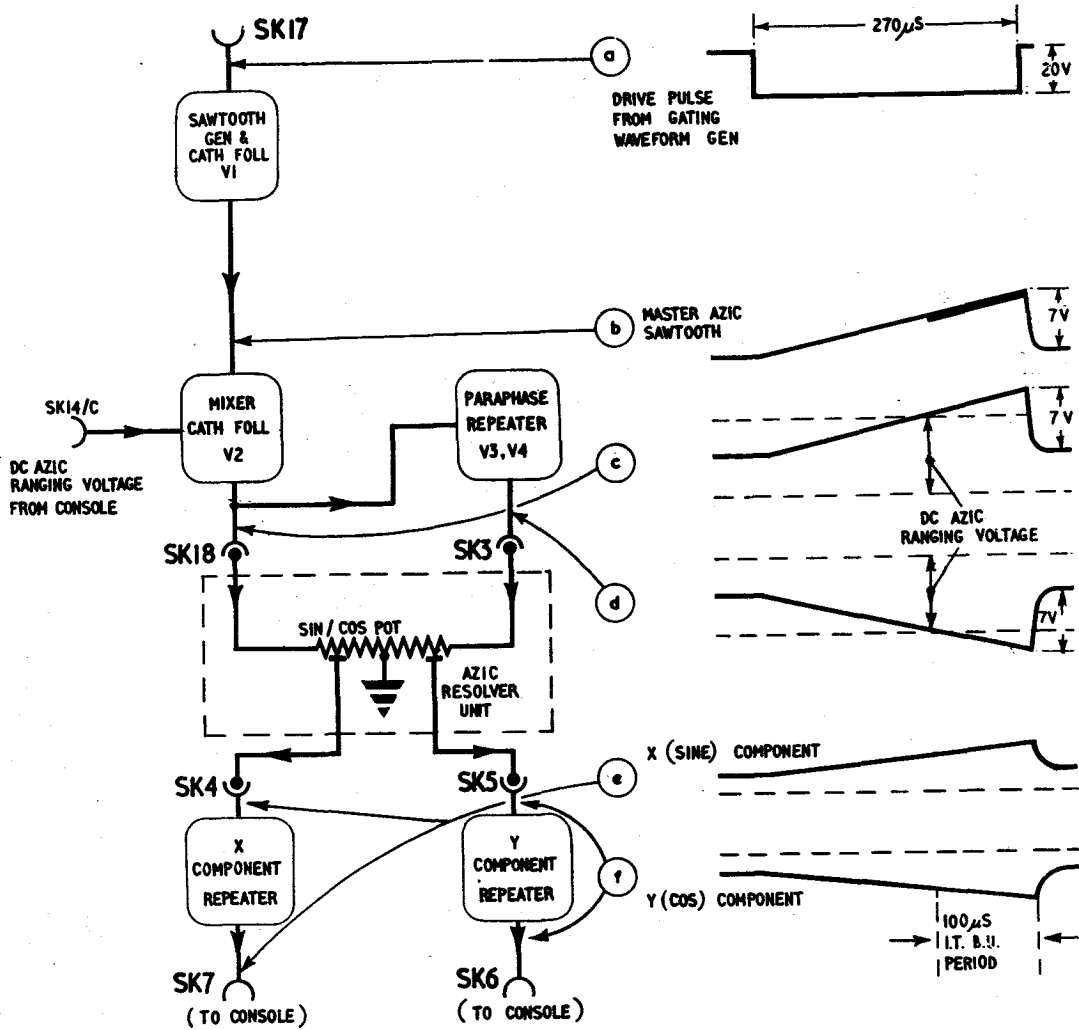 SK17
a
270µS
20V
DRIVE PULSE
FROM GATING
WAVEFORM GEN
SAWTOOTH
GEN &
CATH FOLL
V1
b
MASTER AZIC
SAWTOOTH
7V
SK14/C
MIXER
CATH FOLL
V2
PARAPHASE
REPEATER
V3, V4
7V
DC AZIC
RANGING VOLTAGE
FROM CONSOLE
c
DC AZIC
RANGING VOLTAGE
SK18
SK3
d
7V
SIN/COS POT
AZIC
RESOLVER
UNIT
X (SINE) COMPONENT
SK4
SK5
e
X
COMPONENT
REPEATER
Y
COMPONENT
REPEATER
f
Y (COS) COMPONENT
100µS
I.T. B.U.
PERIOD
SK7
(TO CONSOLE)
SK6
(TO CONSOLE)